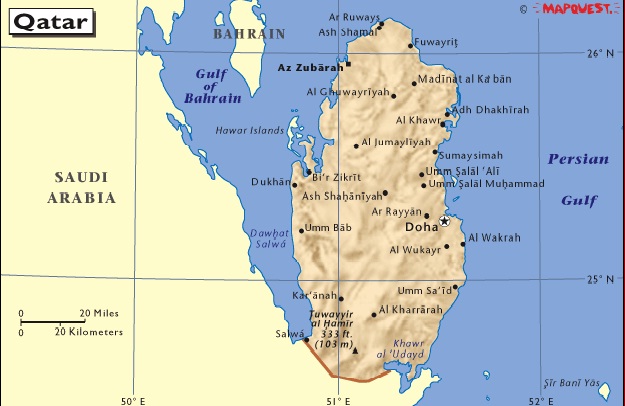 Qatar
© MAPQUEST.
BAHRAIN
Ar Ruways
Ash Shamal
Fuwayriţ
26°N
Az Zubārah
Gulf
of
Bahrain
Madīnat al Ka‘bān
Al Ghuwayrīyah
Adh Dhakhīrah
Al Khawr
Hawar Islands
Al Jumaylīyah
Sumaysimah
Persian
Gulf
SAUDI
ARABIA
Bi'r Zikrīt
Umm Şalāl ‘Alī
Dukhān
Umm Şalāl Muḥammad
Ash Shaḥānīyah
Ar Rayyān
Doha
Umm Bāb
Dawḩat
Salwá
Al Wakrah
Al Wukayr
25°N
Umm Sa‘īd
Kar‘ānah
Al Kharrārah
0 20 Miles
0 20 Kilometers
Ţuwayyir
al Ḩamīr
333 ft.
(103 m)
Salwá
Khawr
al ‘Udayd
Şīr Banī Yās
50°E
51°E
52°E